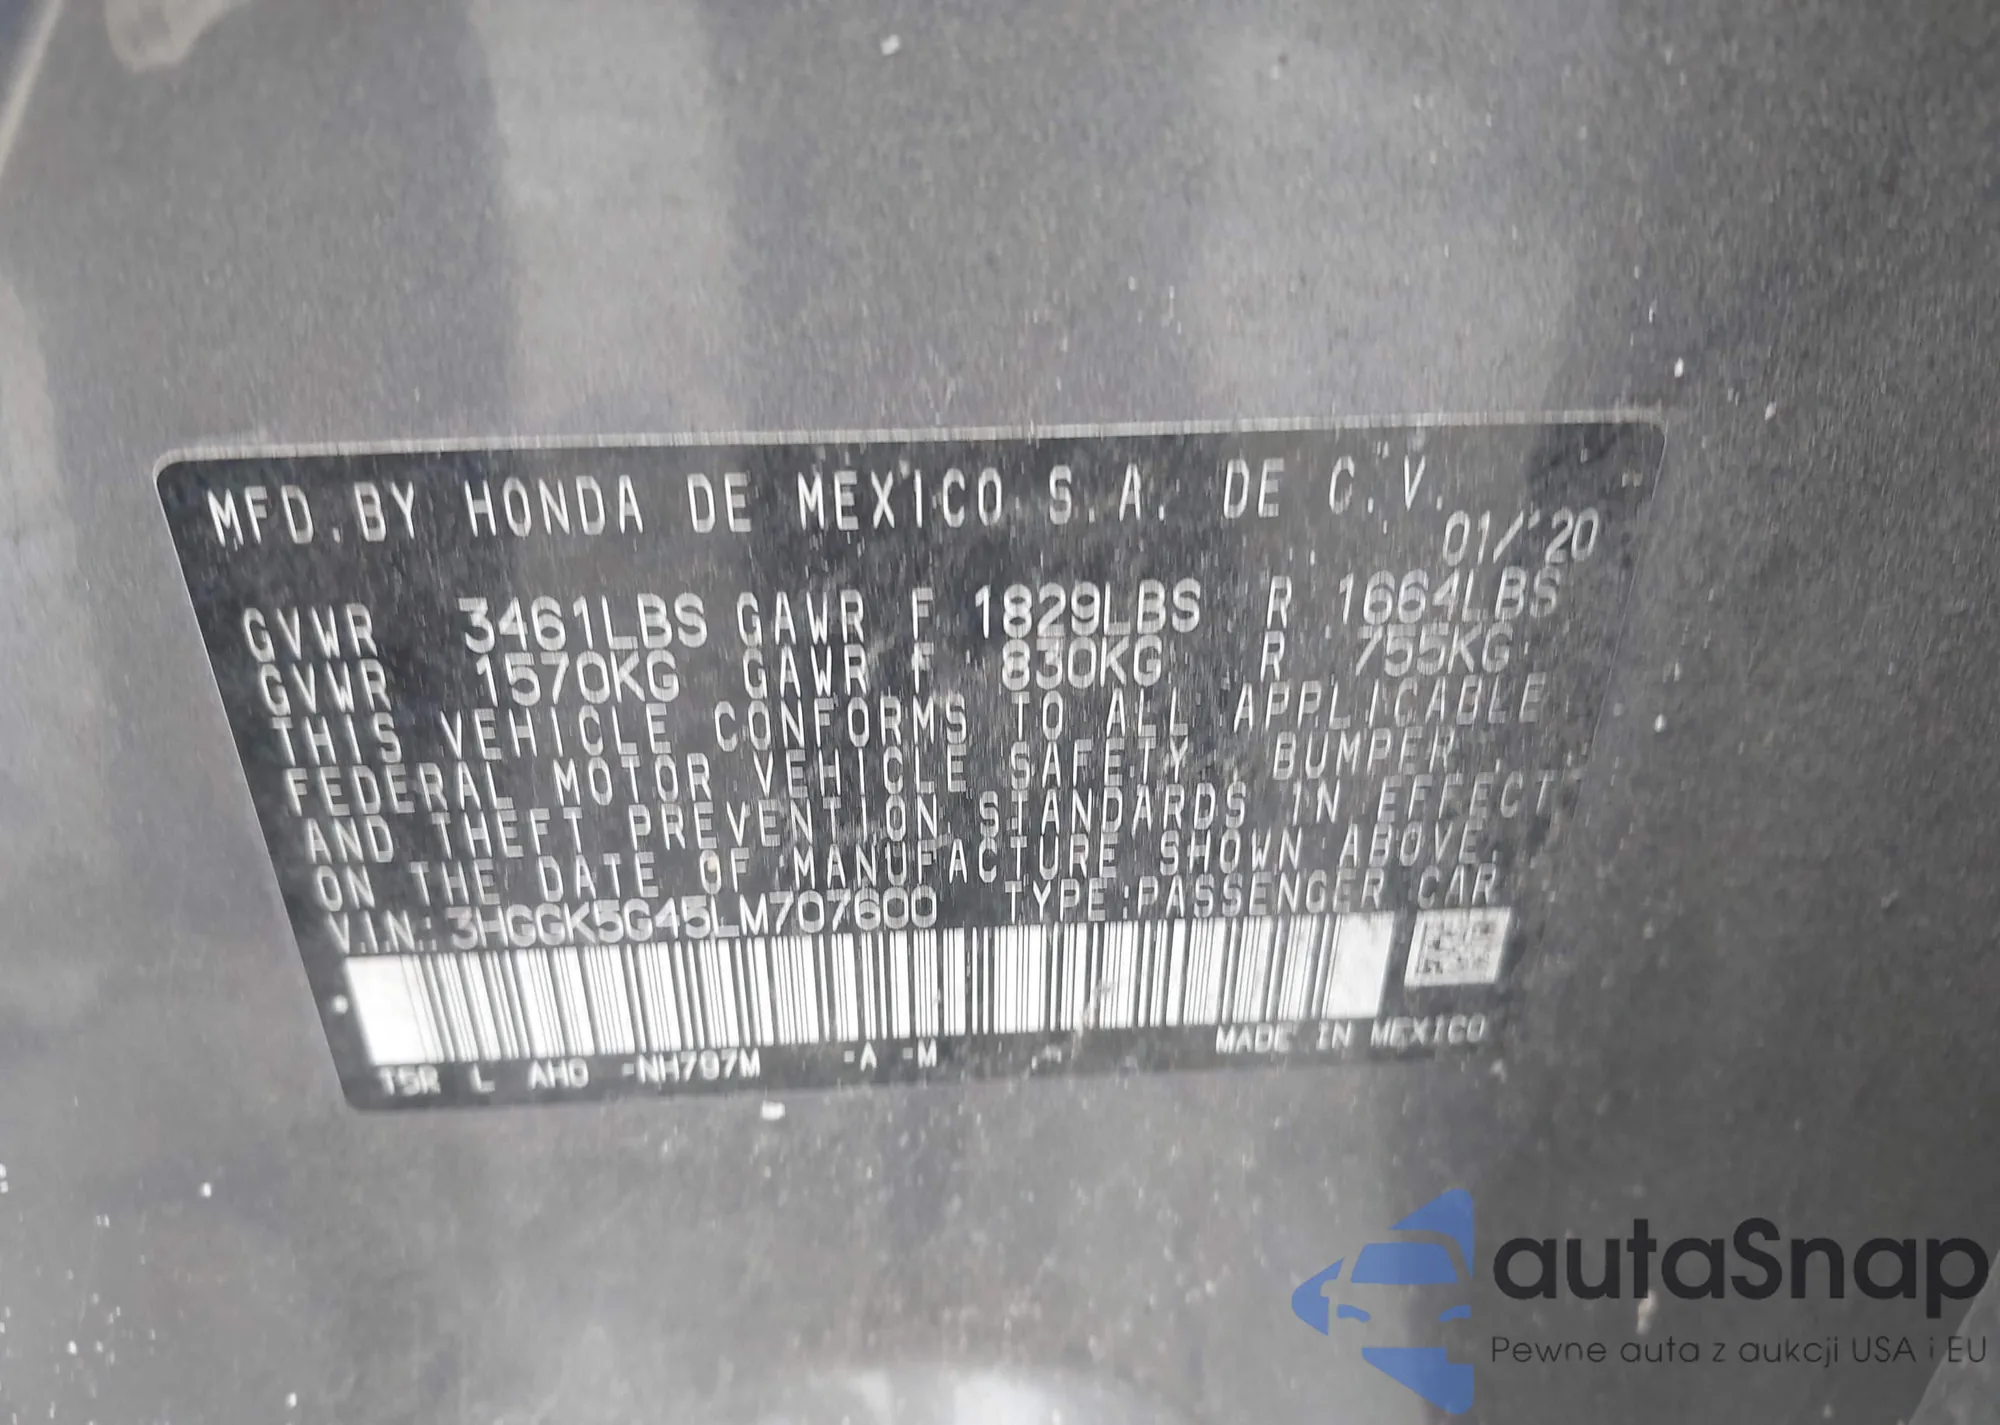 MFD. BY HONDA DE MEXICO S.A. DE C.V.
01/'20
GVWR 3461LBS GAWR F 1829LBS R 1664LBS
GVWR 1570KG GAWR F 830KG R 755KG
THIS VEHICLE CONFORMS TO ALL APPLICABLE
FEDERAL MOTOR VEHICLE SAFETY, BUMPER,
AND THEFT PREVENTION STANDARDS IN EFFECT
ON THE DATE OF MANUFACTURE SHOWN ABOVE.
V.I.N.: 3HGGK5G45LM707600 TYPE:PASSENGER CAR
T5R L AH0 -NH797M -A -M MADE IN MEXICO
autaSnap
Pewne auta z aukcji USA i EU